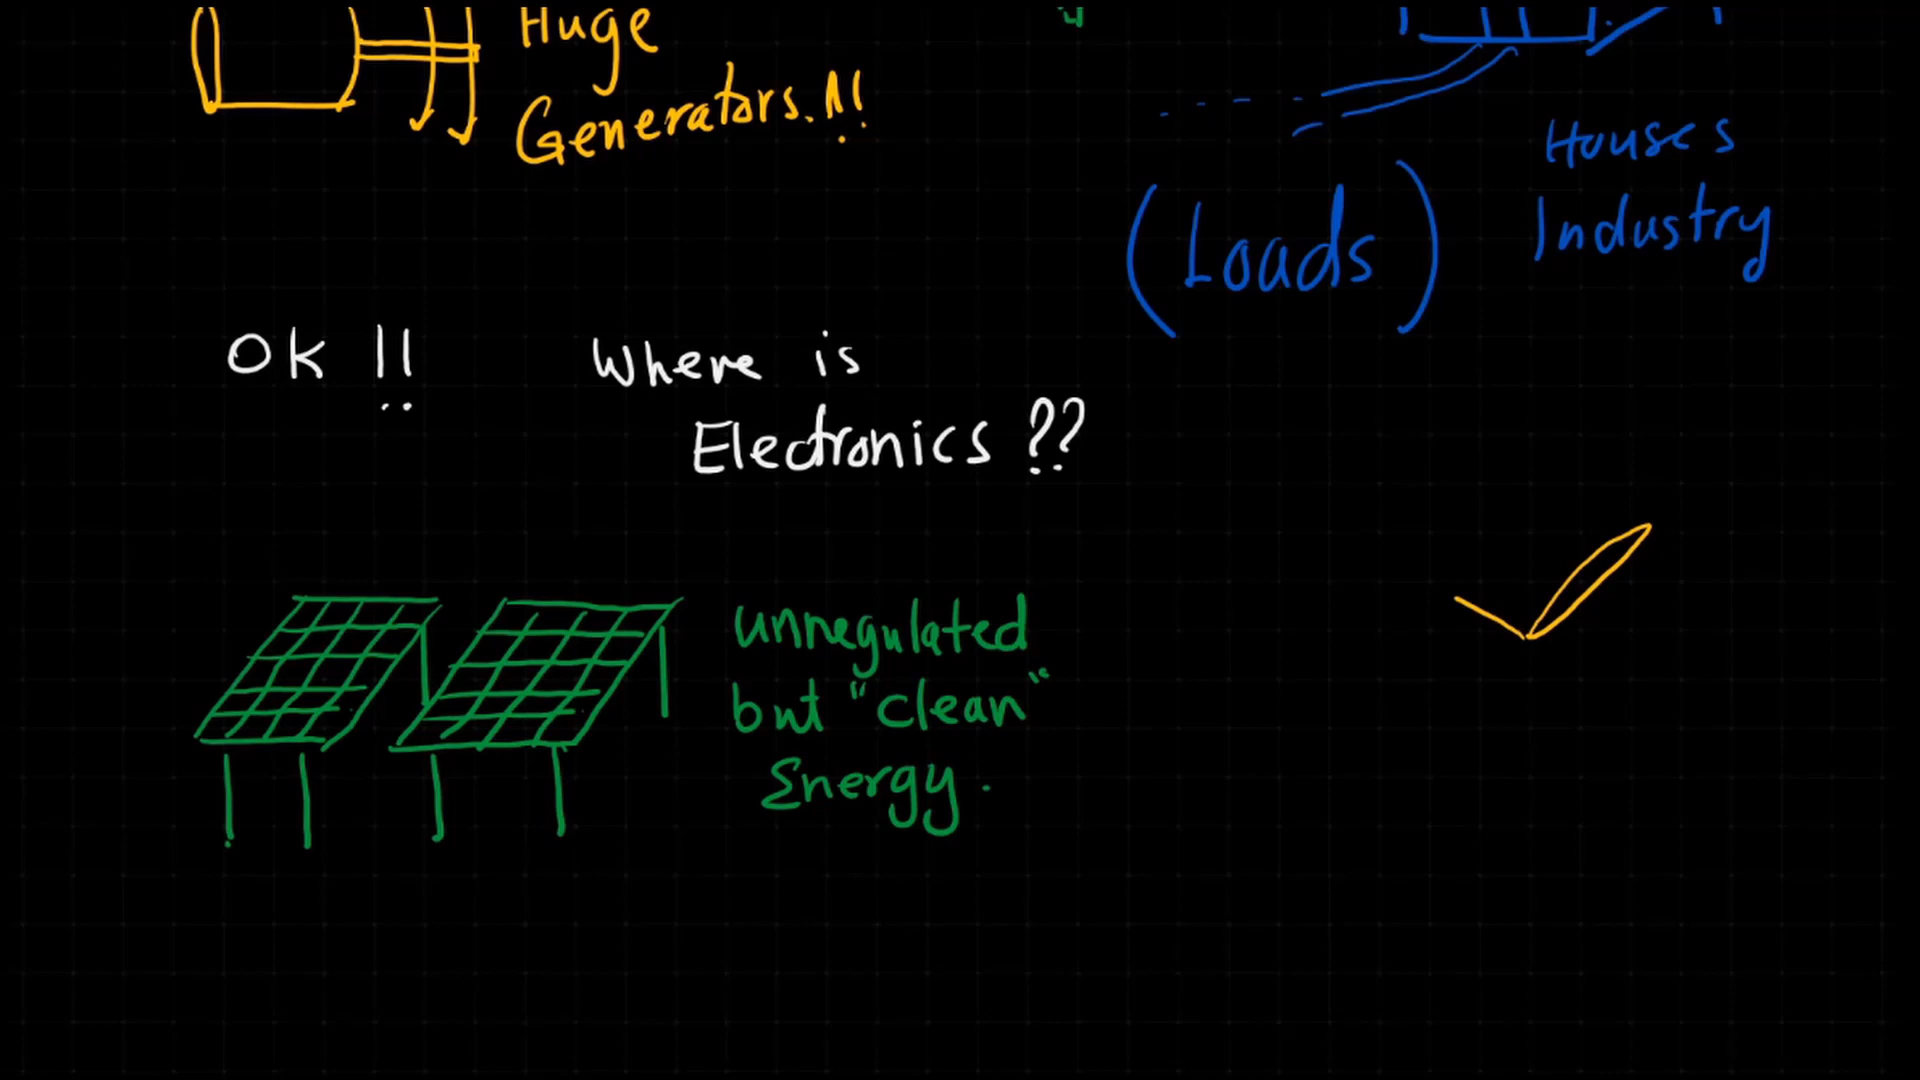 Huge
Generators.!!
Houses
Industry
(Loads)
OK !!
Where is
Electronics ??
unregulated
but "clean"
Energy.